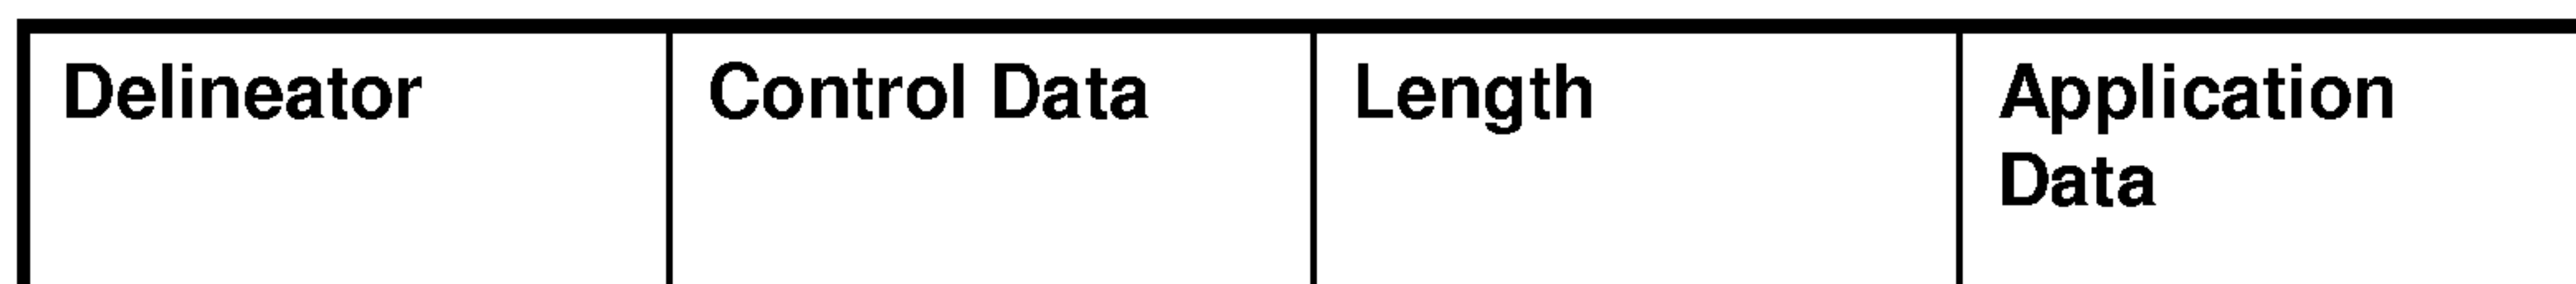 Delineator
Control Data
Length
Application
Data